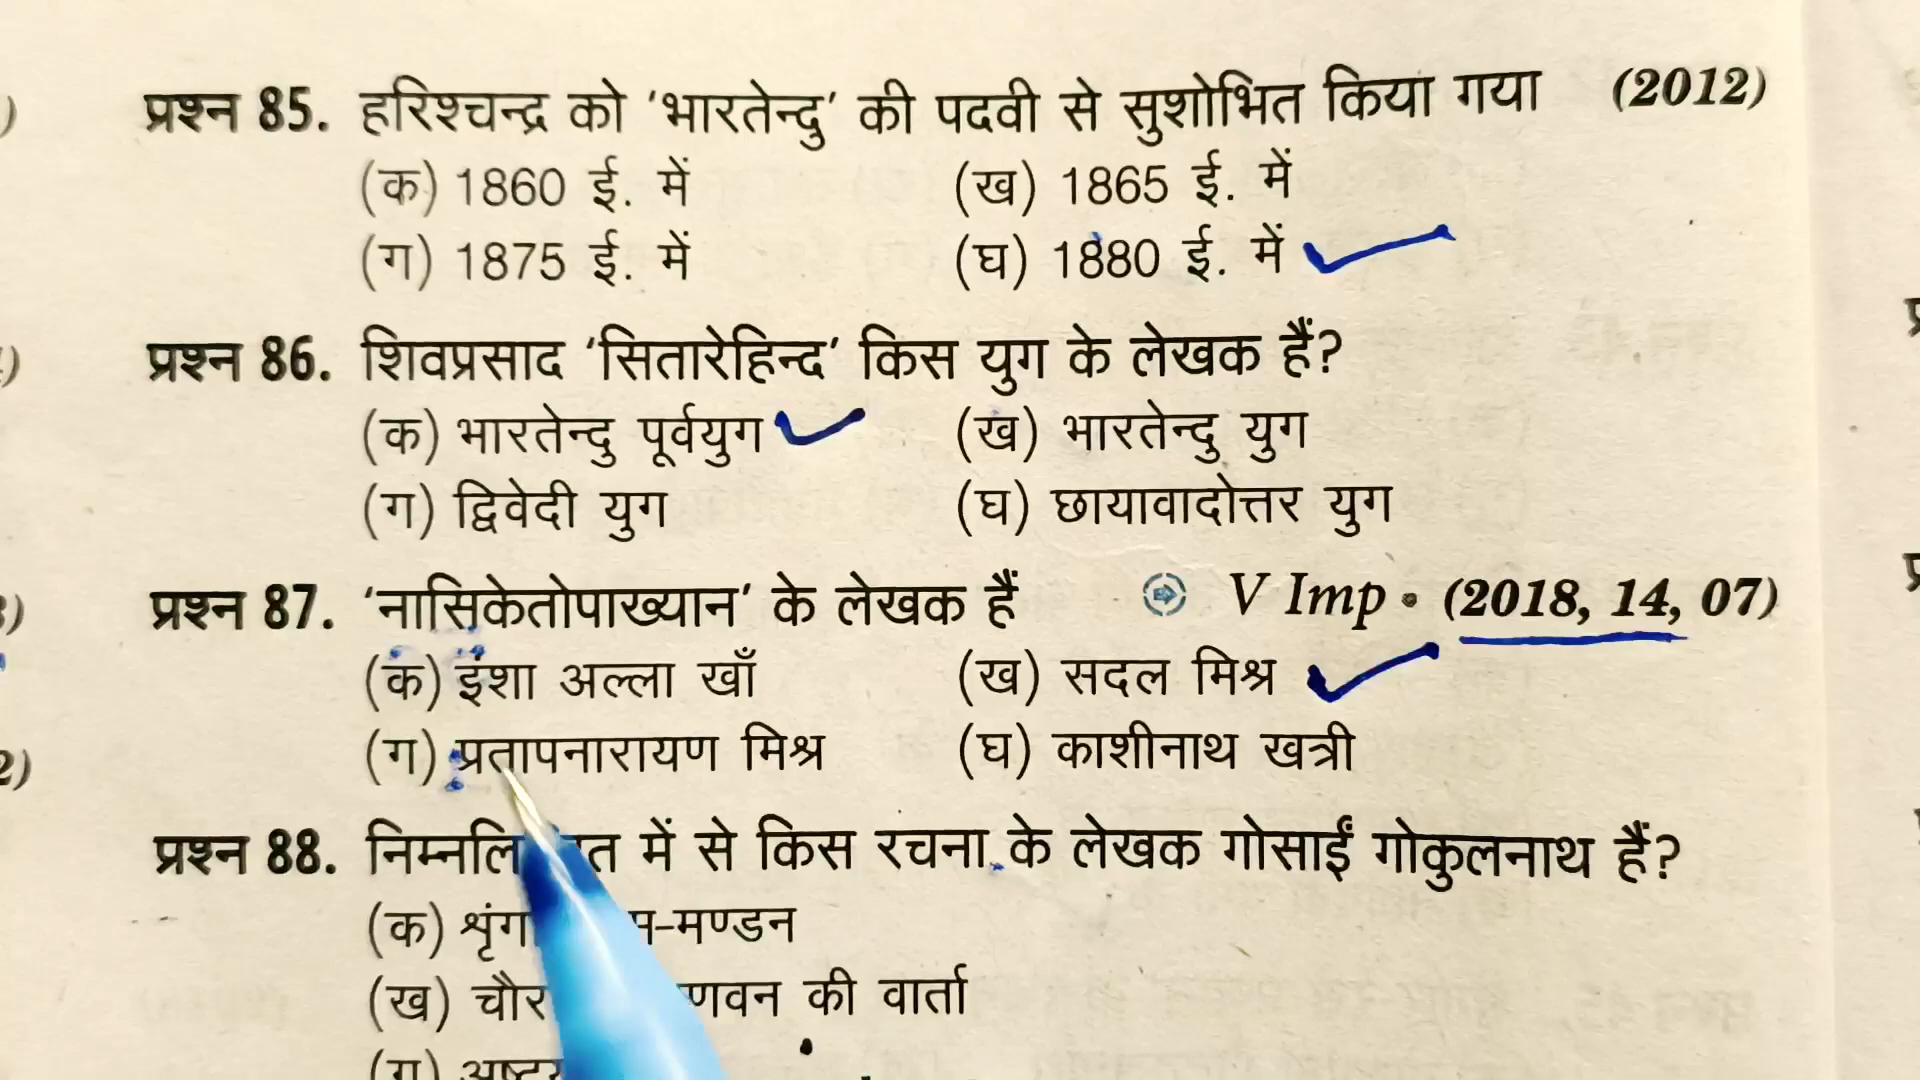 प्रश्न 85. हरिश्चन्द्र को 'भारतेन्दु' की पदवी से सुशोभित किया गया (2012)
(क) 1860 ई. में (ख) 1865 ई. में
(ग) 1875 ई. में (घ) 1880 ई. में
प्रश्न 86. शिवप्रसाद 'सितारेहिन्द' किस युग के लेखक हैं?
(क) भारतेन्दु पूर्वयुग (ख) भारतेन्दु युग
(ग) द्विवेदी युग (घ) छायावादोत्तर युग
प्रश्न 87. 'नासिकेतोपाख्यान' के लेखक हैं V Imp • (2018, 14, 07)
(क) इंशा अल्ला खाँ (ख) सदल मिश्र
(ग) प्रतापनारायण मिश्र (घ) काशीनाथ खत्री
प्रश्न 88. में से किस रचना के लेखक गोसाईं गोकुलनाथ हैं?
(क) मण्डन
(ख) की वार्ता
(ग)